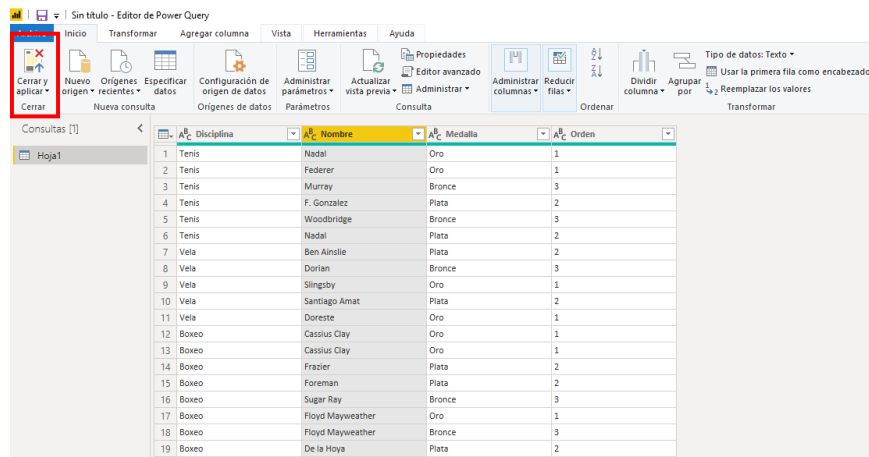 Sin título - Editor de Power Query
Inicio Transformar Agregar columna Vista Herramientas Ayuda
Cerrar y aplicar
Nuevo origen
Orígenes recientes
Especificar datos
Configuración de origen de datos
Administrar parámetros
Actualizar vista previa
Propiedades
Editor avanzado
Administrar
Administrar columnas
Reducir filas
Dividir columna
Agrupar por
Tipo de datos: Texto
Usar la primera fila como encabezado
Reemplazar los valores
Cerrar Nueva consulta Orígenes de datos Parámetros Consulta Ordenar Transformar
Consultas [1]
Hoja1
Disciplina Nombre Medalla Orden
1 Tenis Nadal Oro 1
2 Tenis Federer Oro 1
3 Tenis Murray Bronce 3
4 Tenis F. Gonzalez Plata 2
5 Tenis Woodbridge Bronce 3
6 Tenis Nadal Plata 2
7 Vela Ben Ainslie Plata 2
8 Vela Dorian Bronce 3
9 Vela Slingsby Oro 1
10 Vela Santiago Amat Plata 2
11 Vela Doreste Oro 1
12 Boxeo Cassius Clay Oro 1
13 Boxeo Cassius Clay Oro 1
14 Boxeo Frazier Plata 2
15 Boxeo Foreman Plata 2
16 Boxeo Sugar Ray Bronce 3
17 Boxeo Floyd Mayweather Oro 1
18 Boxeo Floyd Mayweather Bronce 3
19 Boxeo De la Hoya Plata 2